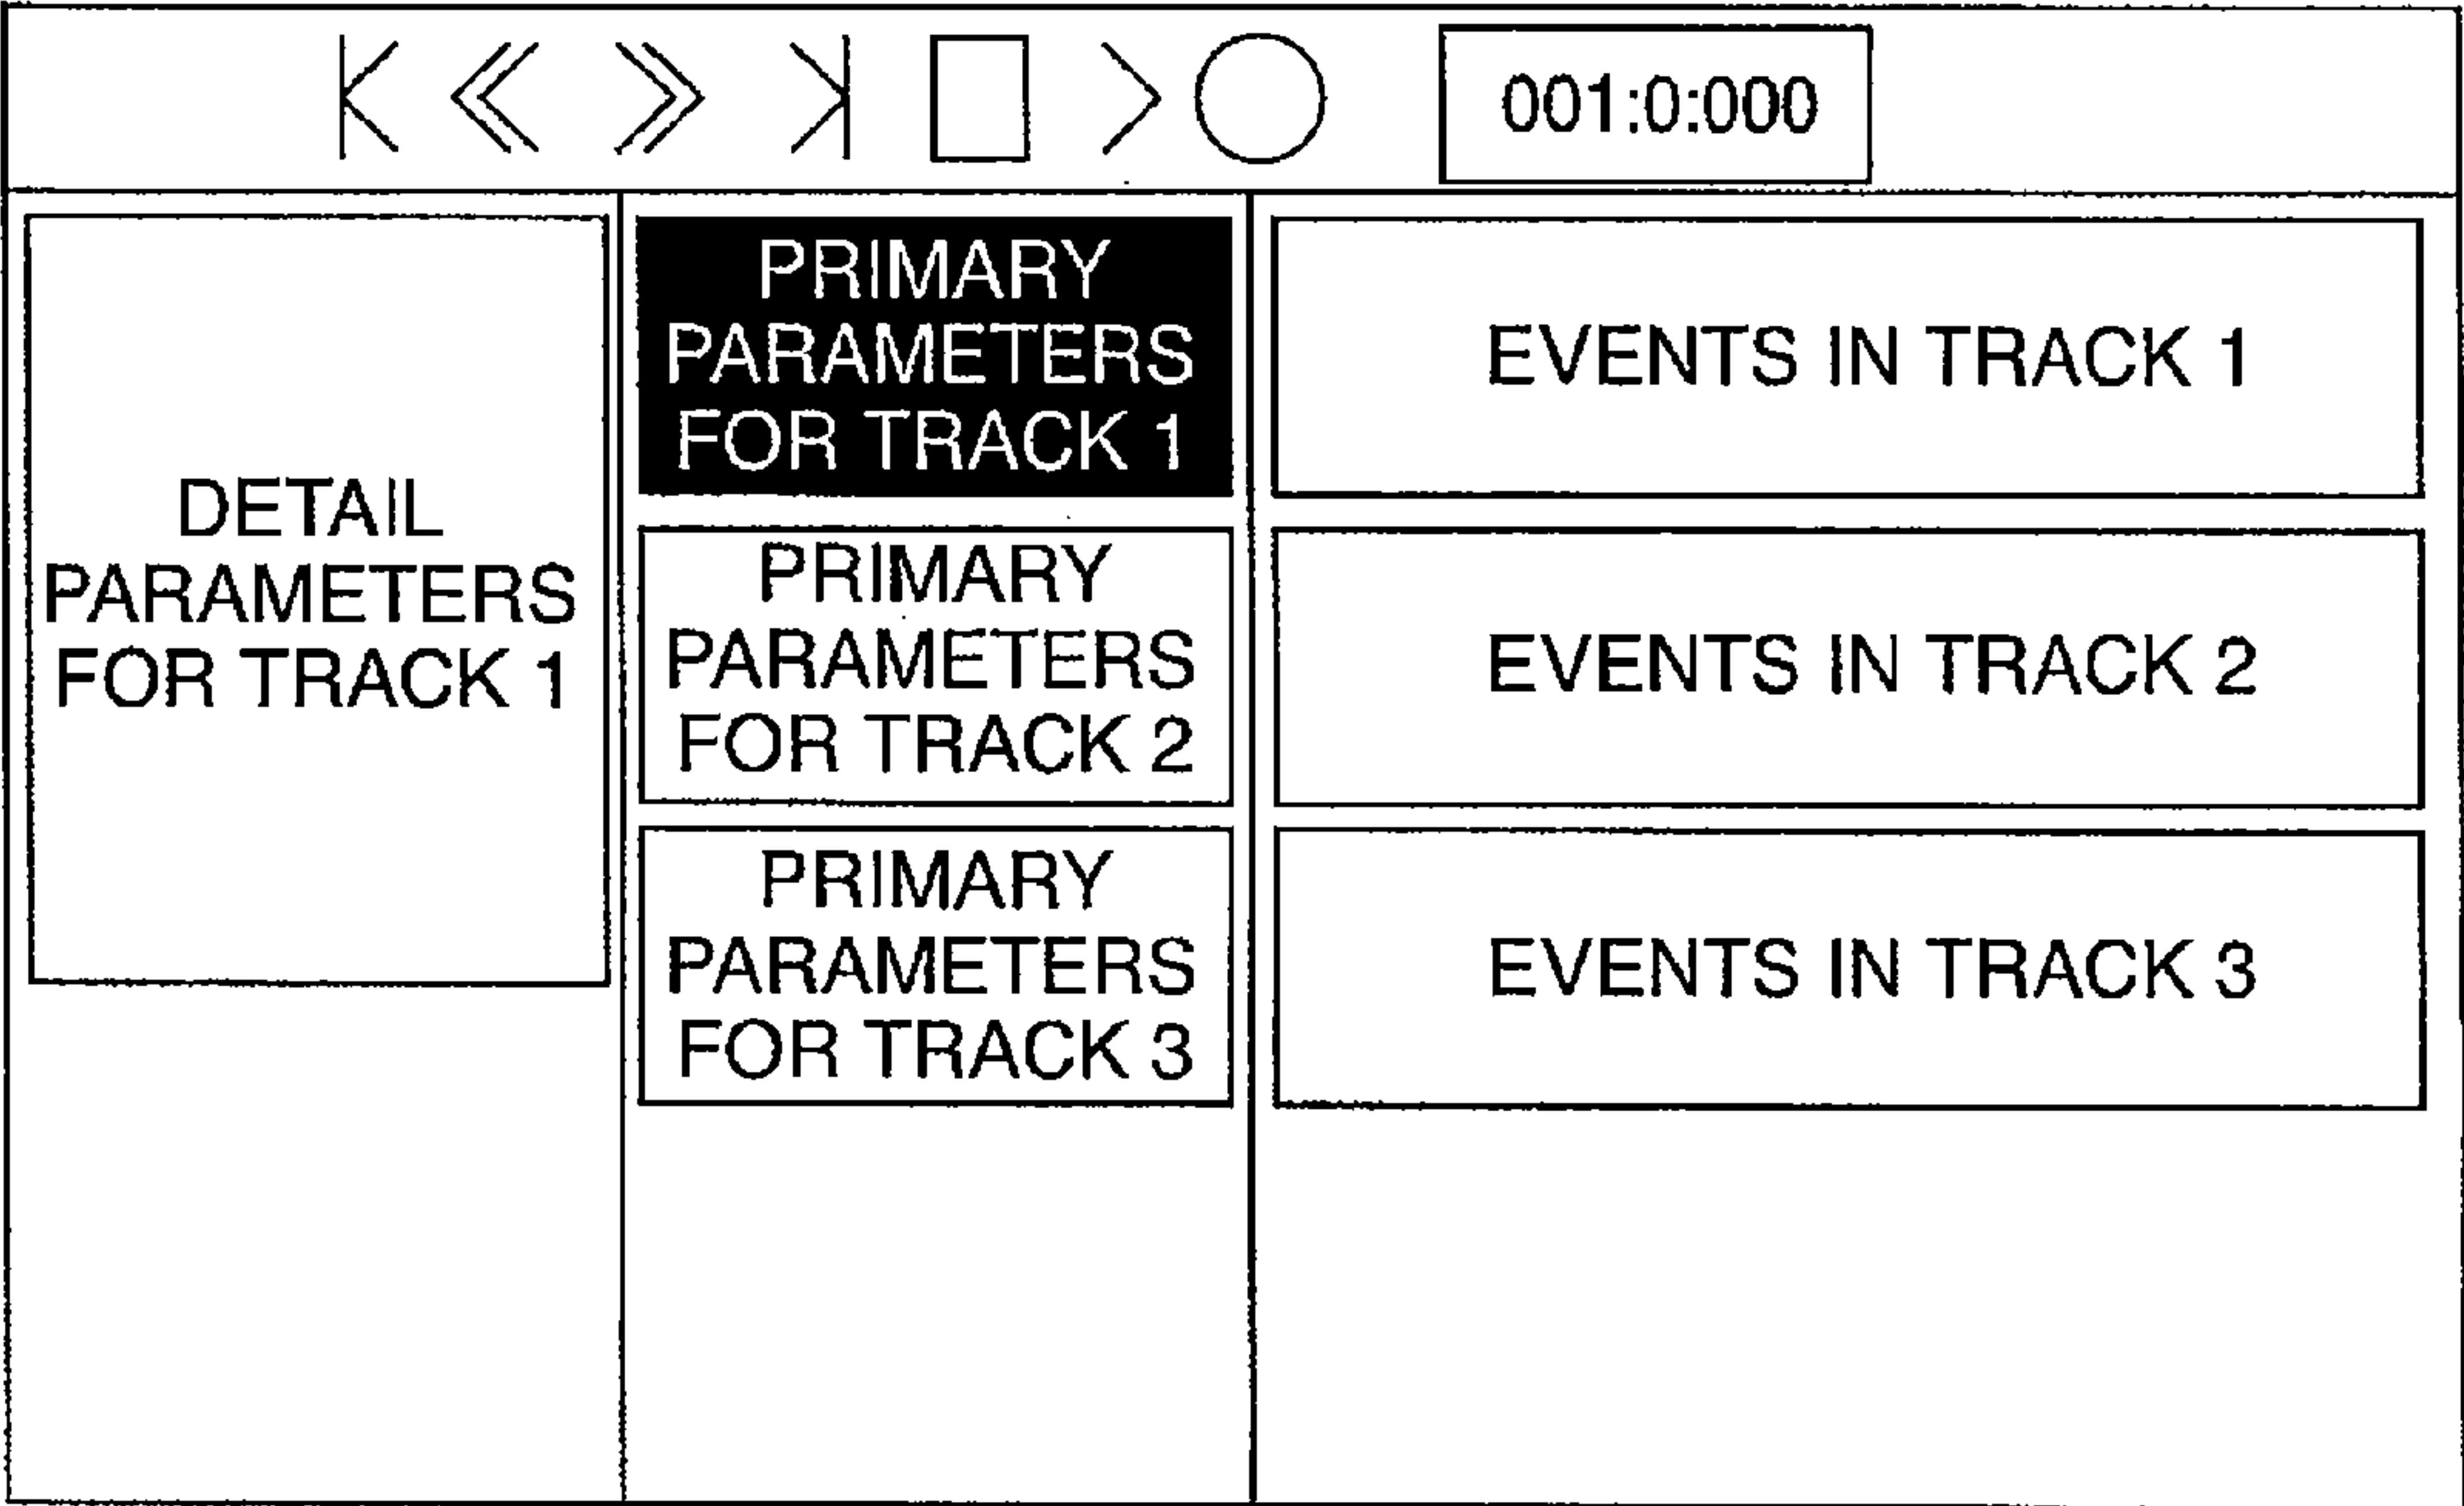 001:0:000
DETAIL
PARAMETERS
FOR TRACK 1
PRIMARY
PARAMETERS
FOR TRACK 1
EVENTS IN TRACK 1
PRIMARY
PARAMETERS
FOR TRACK 2
EVENTS IN TRACK 2
PRIMARY
PARAMETERS
FOR TRACK 3
EVENTS IN TRACK 3